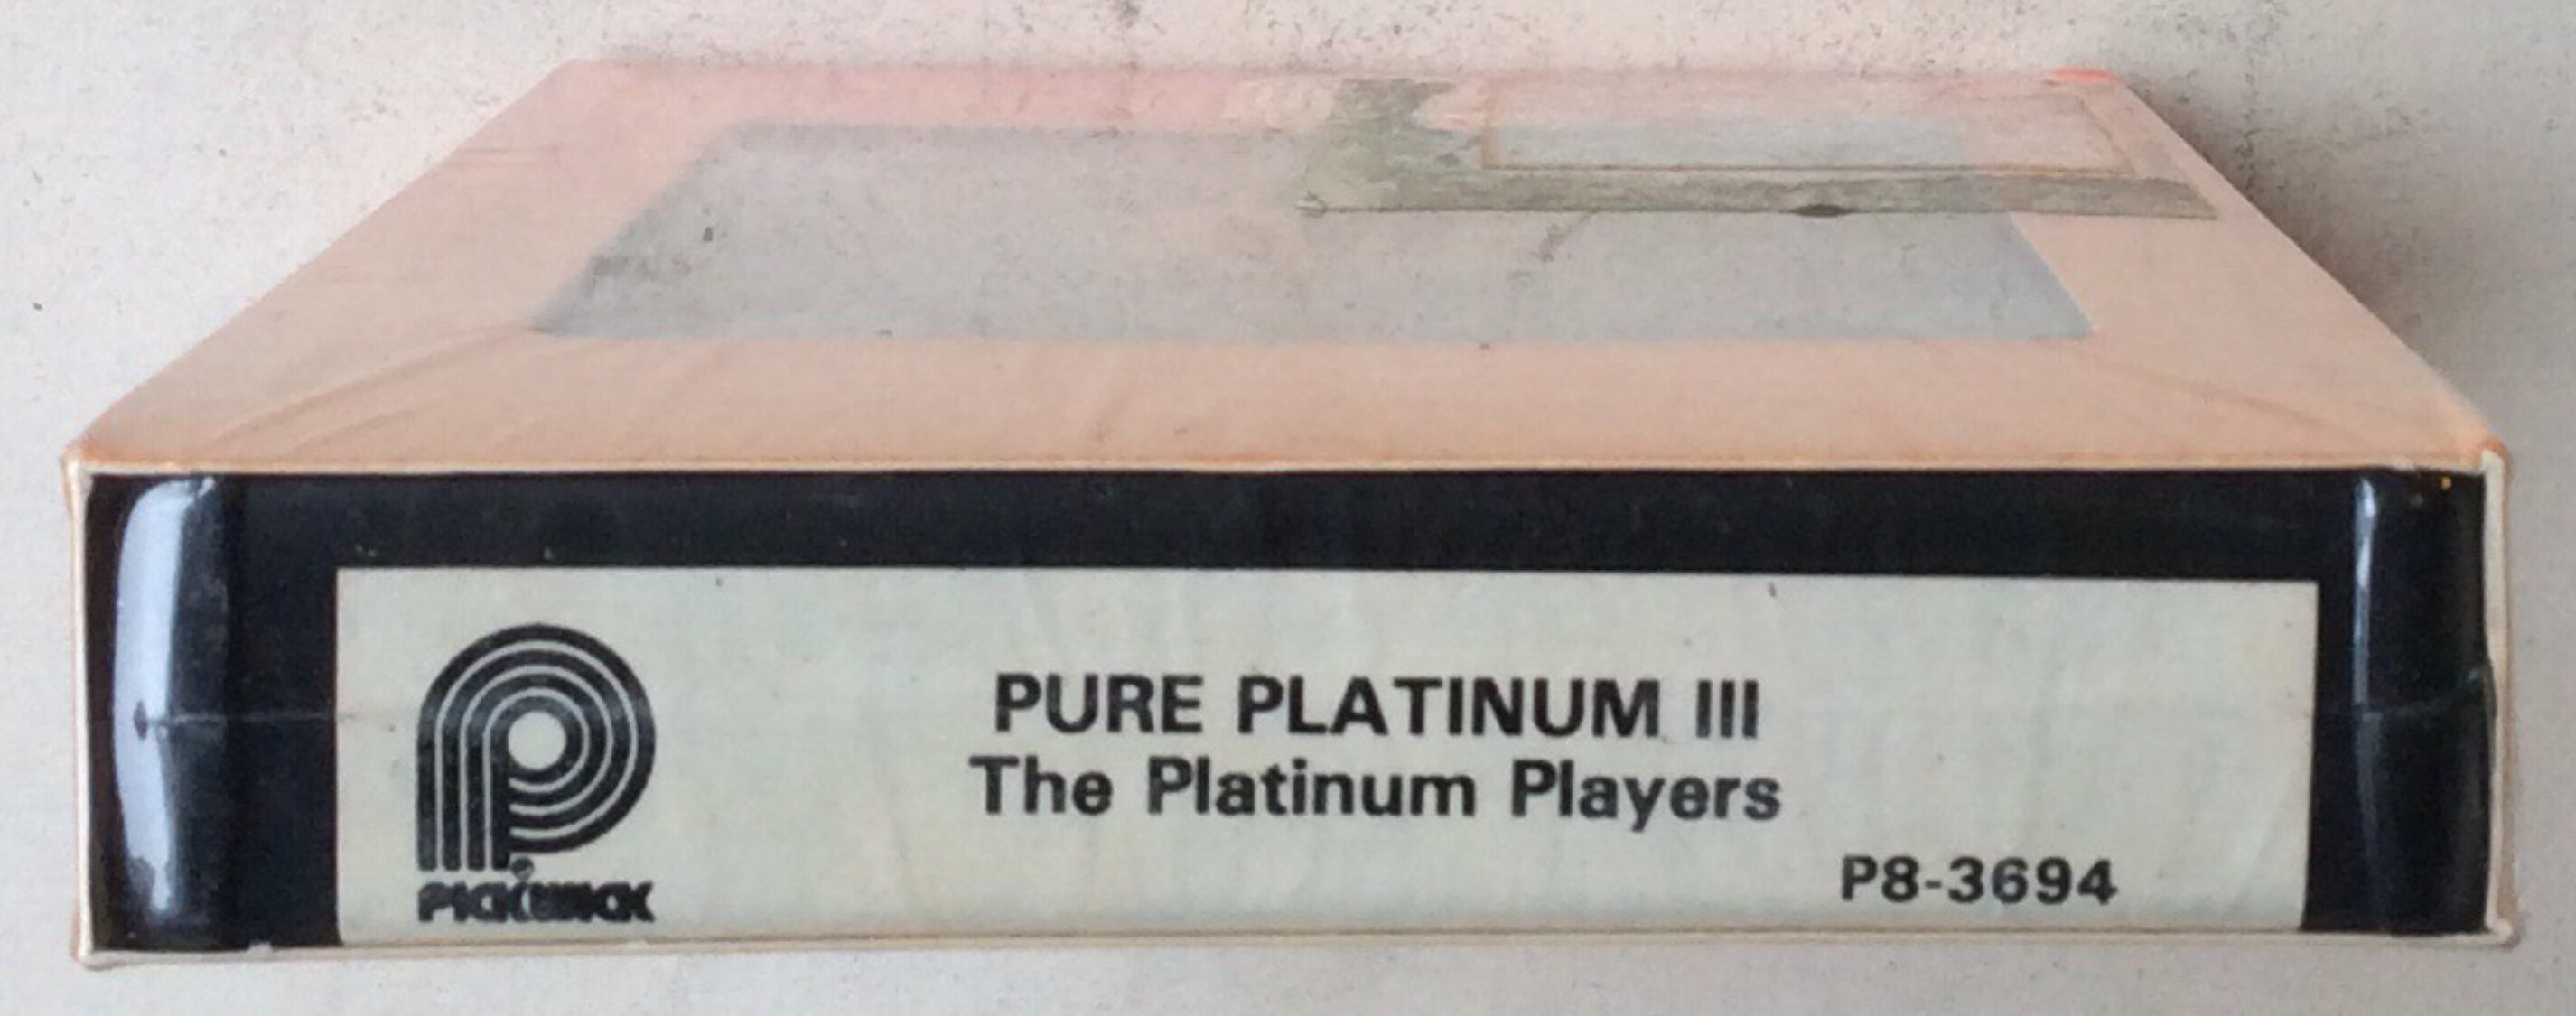 PURE PLATINUM III
The Platinum Players
P8-3694
PICKWICK